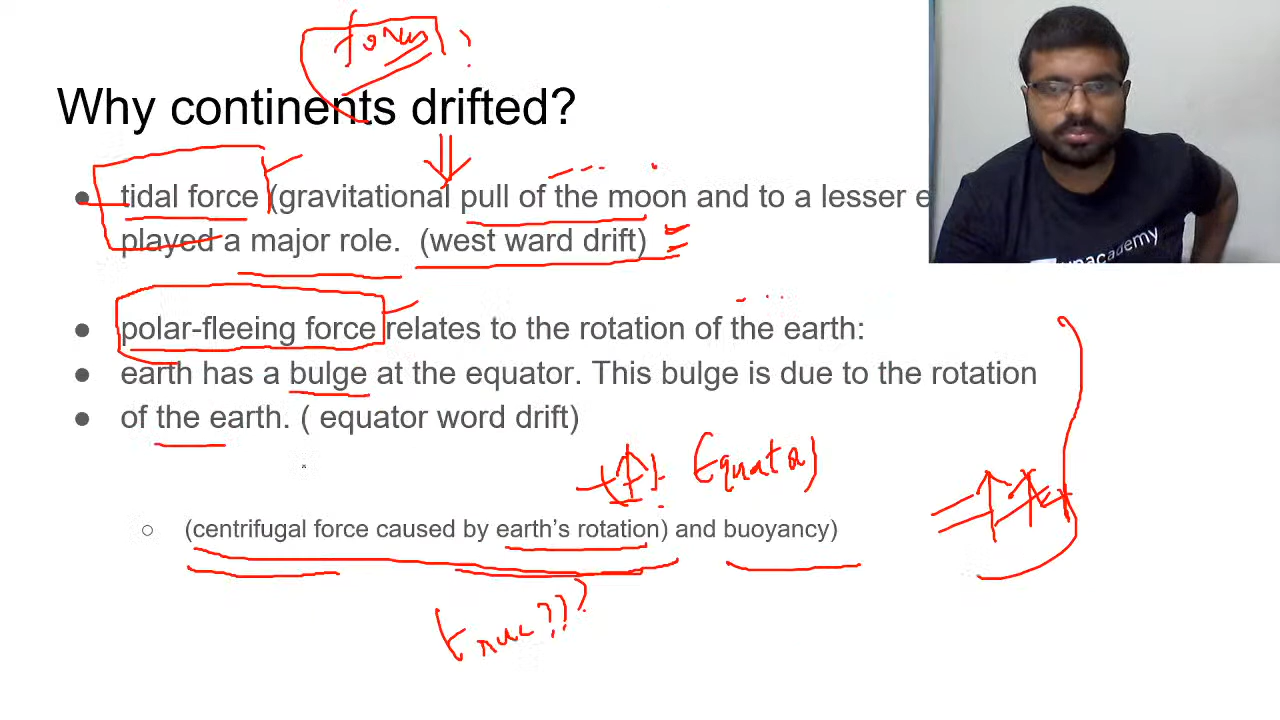 forces ?
Why continents drifted?
● tidal force (gravitational pull of the moon and to a lesser e
played a major role. (west ward drift)
● polar-fleeing force relates to the rotation of the earth:
● earth has a bulge at the equator. This bulge is due to the rotation
● of the earth. ( equator word drift)
Equator
○ (centrifugal force caused by earth's rotation) and buoyancy)
true???
academy